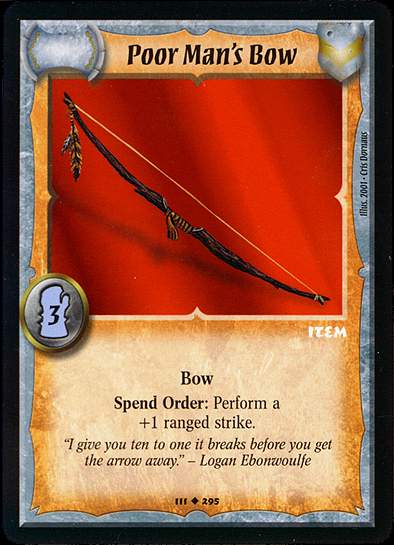 Poor Man's Bow
Illus. 2001 · Cris Dornaus
3
ITEM
Bow
Spend Order: Perform a
+1 ranged strike.
“I give you ten to one it breaks before you get
the arrow away.” – Logan Ebonwoulfe
111 ◆ 295